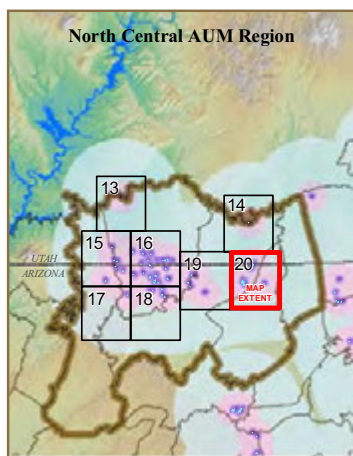 North Central AUM Region
13
14
15
16
UTAH
ARIZONA
19
20
MAP
EXTENT
17
18